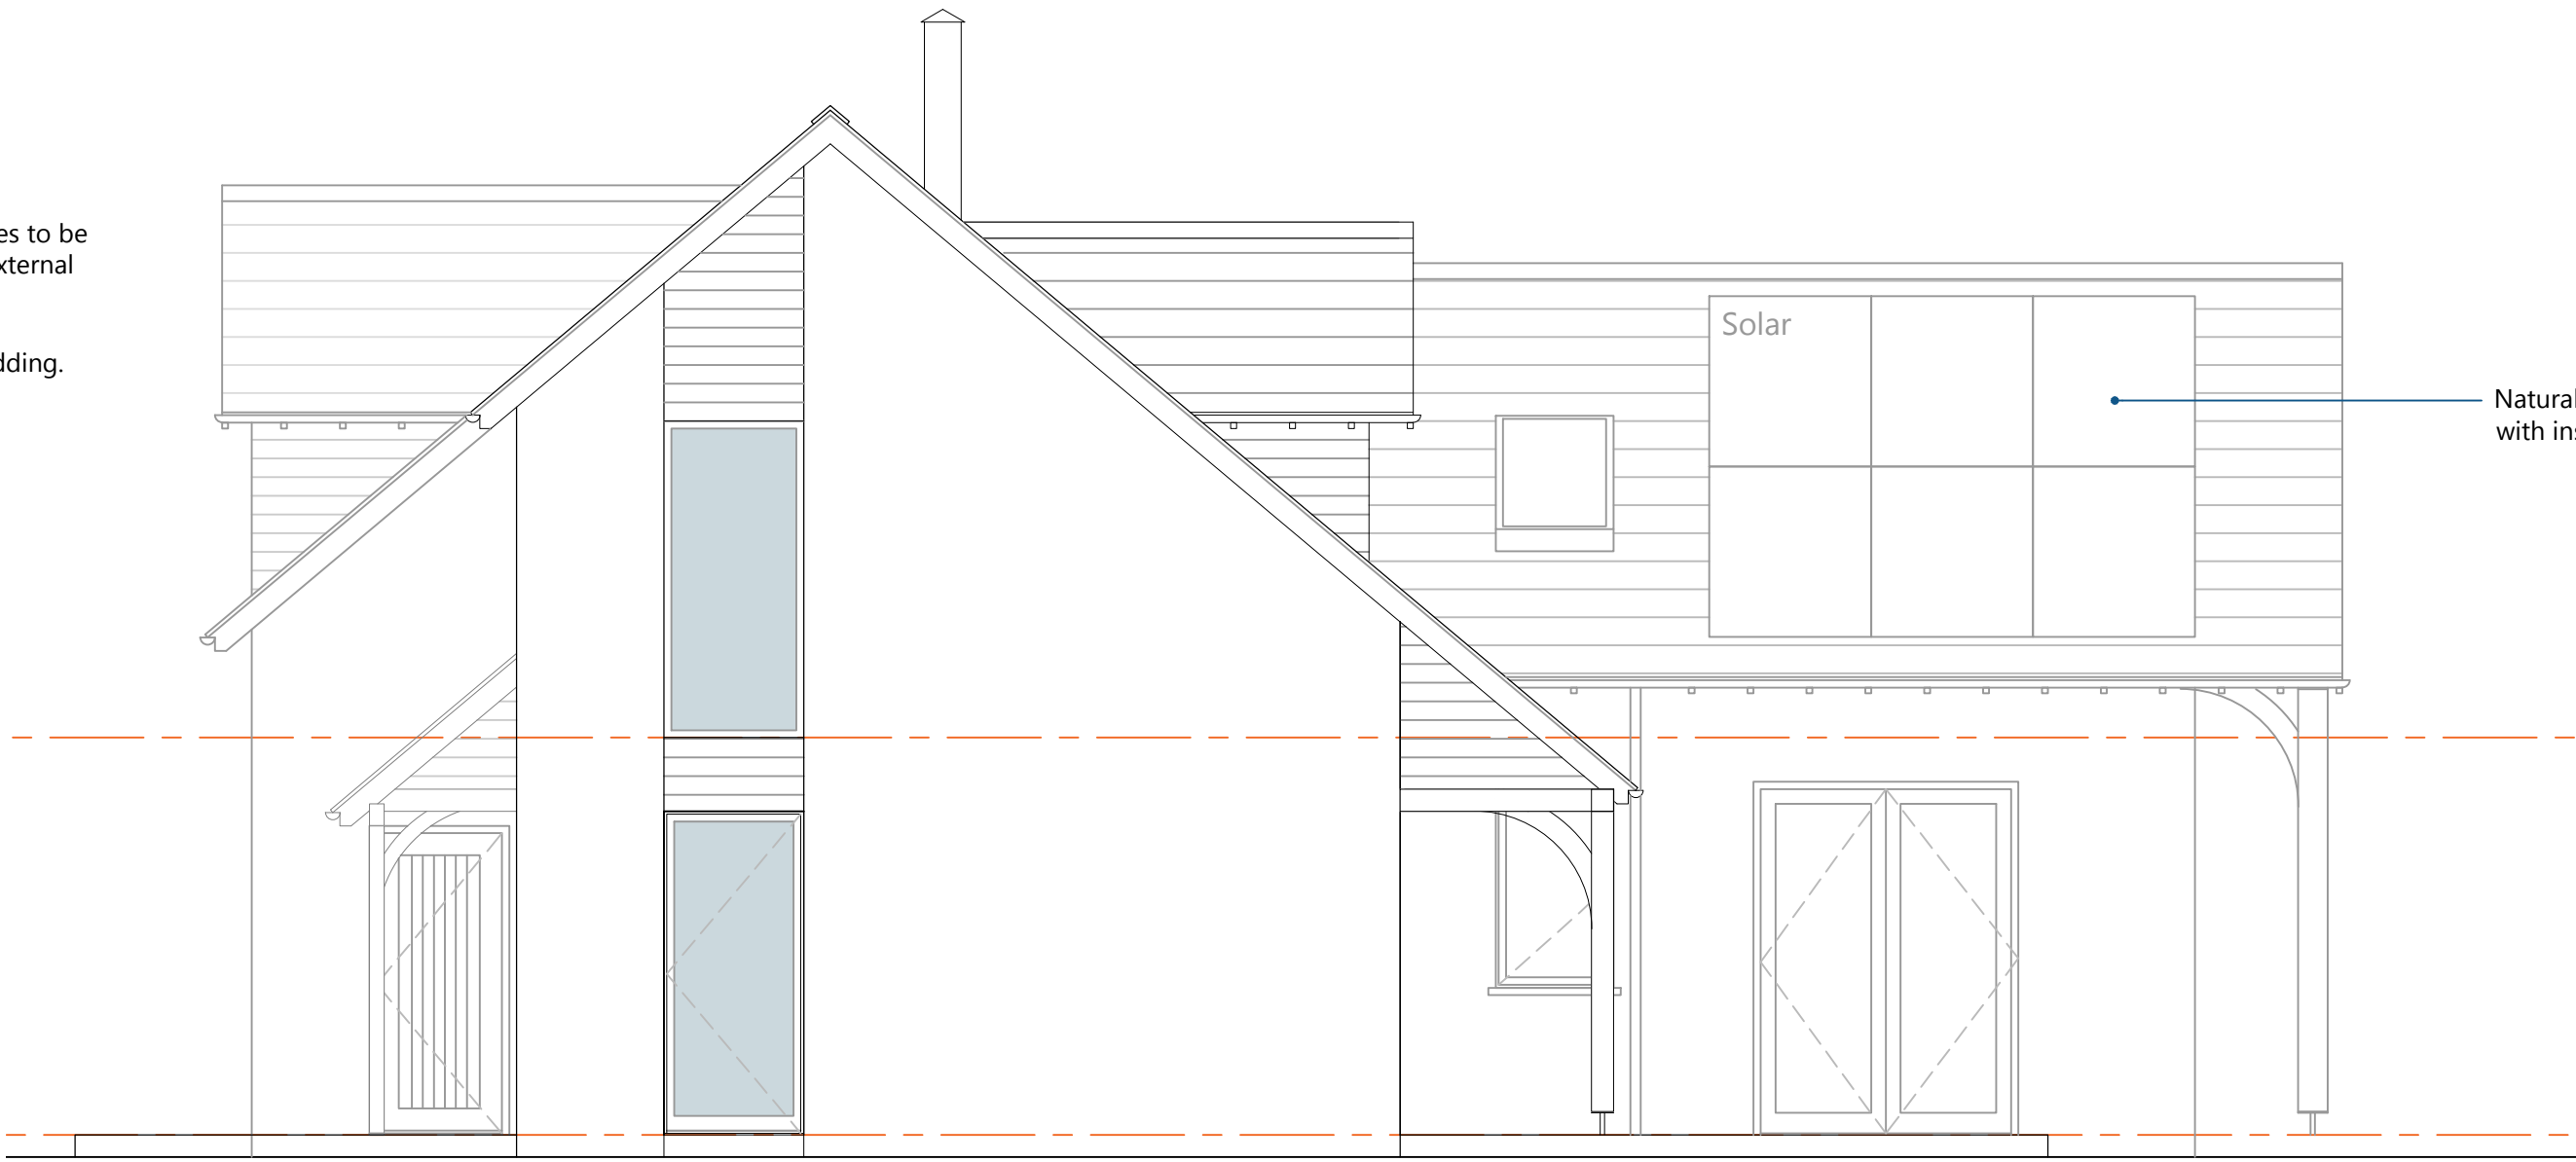 es to be
xternal
dding.
Solar
Natural
with ins